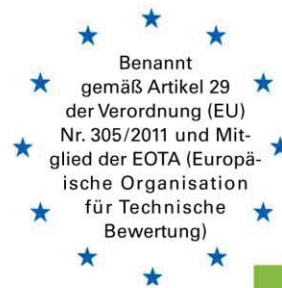 Benannt
gemäß Artikel 29
der Verordnung (EU)
Nr. 305/2011 und Mit-
glied der EOTA (Europä-
ische Organisation
für Technische
Bewertung)